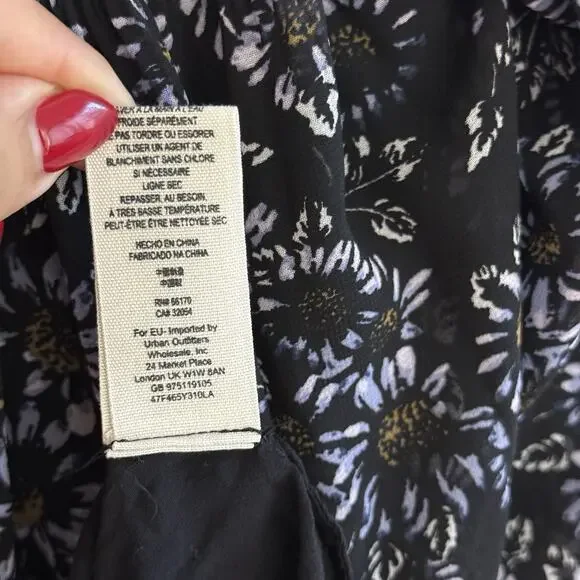 LAVER A LA MAIN A L'EAU
FROIDE SÉPARÉMENT
NE PAS TORDRE OU ESSORER
UTILISER UN AGENT DE
BLANCHIMENT SANS CHLORE
SI NÉCESSAIRE
LIGNE SEC
REPASSER, AU BESOIN,
À TRÈS BASSE TEMPÉRATURE
PEUT-ÊTRE ÊTRE NETTOYÉE SEC
HECHO EN CHINA
FABRICADO NA CHINA
中國製造
中国制
RN# 66170
CA# 32054
For EU- Imported by
Urban Outfitters
Wholesale, Inc
24 Market Place
London UK W1W 8AN
GB 975119105
47F465Y310LA